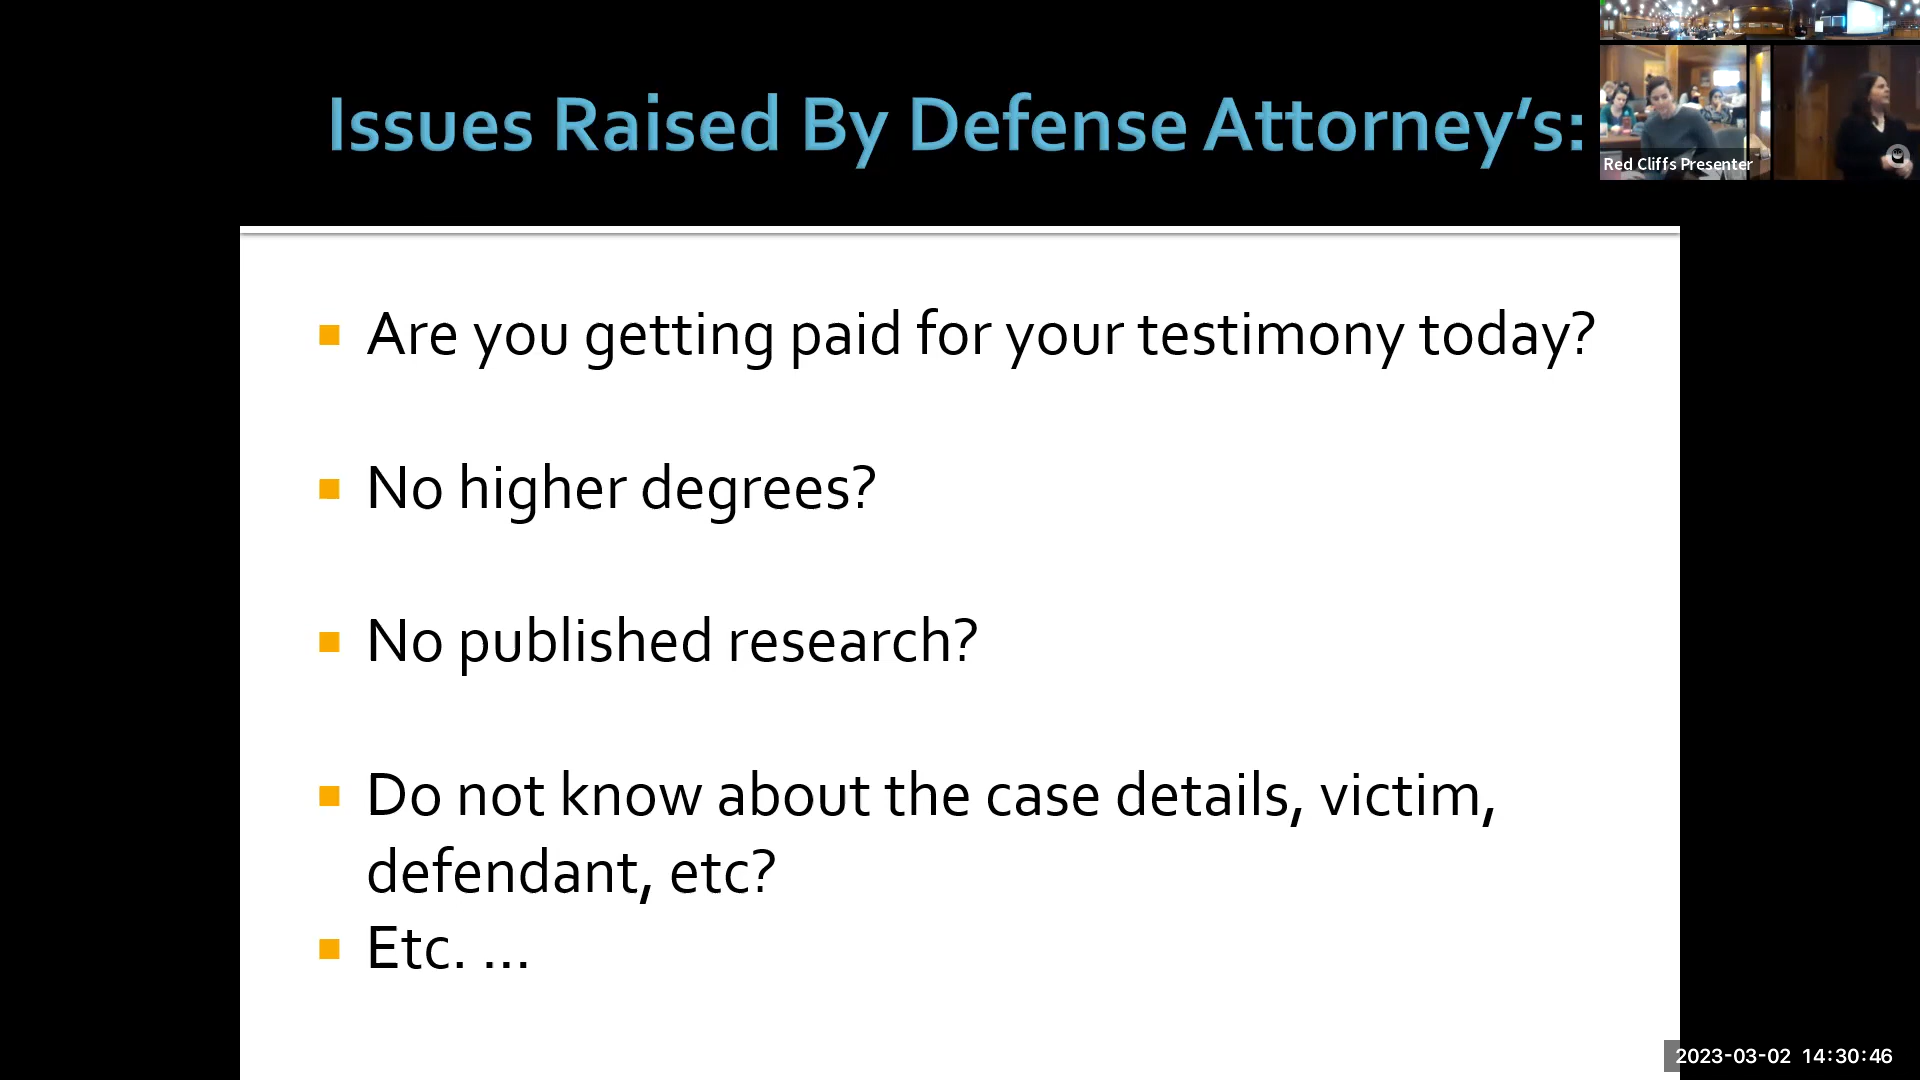 Issues Raised By Defense Attorney’s:
Red Cliffs Presenter
Are you getting paid for your testimony today?
No higher degrees?
No published research?
Do not know about the case details, victim,
defendant, etc?
Etc. ...
2023-03-02 14:30:46